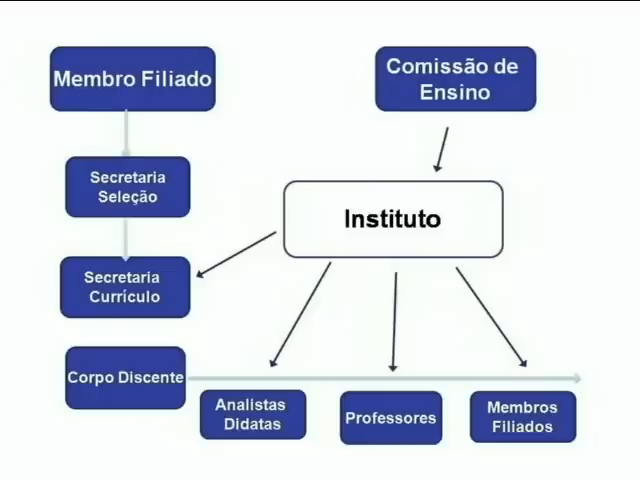 Membro Filiado
Comissão de
Ensino
Secretaria
Seleção
Instituto
Secretaria
Currículo
Corpo Discente
Analistas
Didatas
Professores
Membros
Filiados